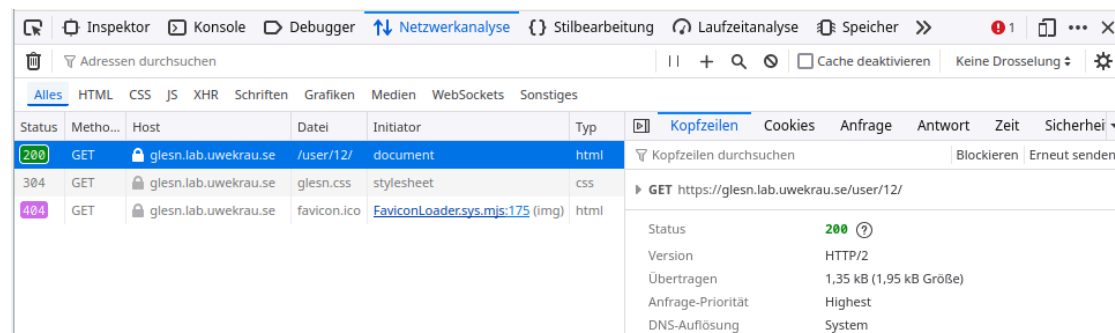 Inspektor Konsole Debugger Netzwerkanalyse {} Stilbearbeitung Laufzeitanalyse Speicher 1
Adressen durchsuchen Cache deaktivieren Keine Drosselung
Alles HTML CSS JS XHR Schriften Grafiken Medien WebSockets Sonstiges
Status Metho... Host Datei Initiator Typ Kopfzeilen Cookies Anfrage Antwort Zeit Sicherhei
200 GET glesn.lab.uwekrau.se /user/12/ document html Kopfzeilen durchsuchen Blockieren Erneut senden
304 GET glesn.lab.uwekrau.se glesn.css stylesheet css GET https://glesn.lab.uwekrau.se/user/12/
404 GET glesn.lab.uwekrau.se favicon.ico FaviconLoader.sys.mjs:175 (img) html
Status 200
Version HTTP/2
Übertragen 1,35 kB (1,95 kB Größe)
Anfrage-Priorität Highest
DNS-Auflösung System